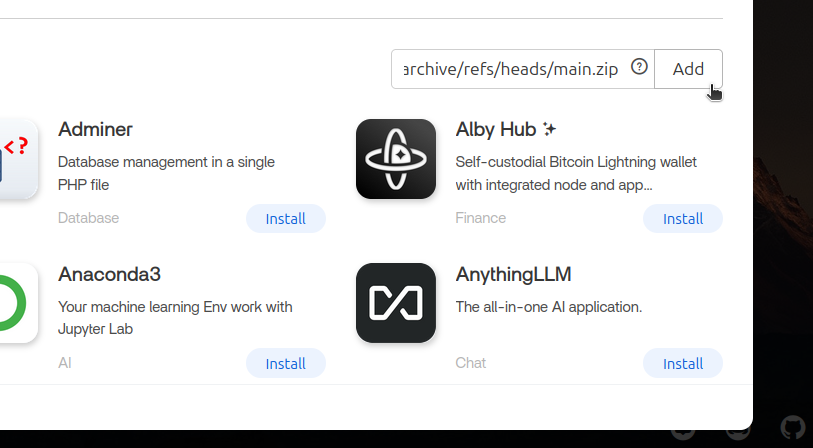 archive/refs/heads/main.zip Add
Adminer
Database management in a single
PHP file
Database Install
Alby Hub
Self-custodial Bitcoin Lightning wallet
with integrated node and app...
Finance Install
Anaconda3
Your machine learning Env work with
Jupyter Lab
AI Install
AnythingLLM
The all-in-one AI application.
Chat Install